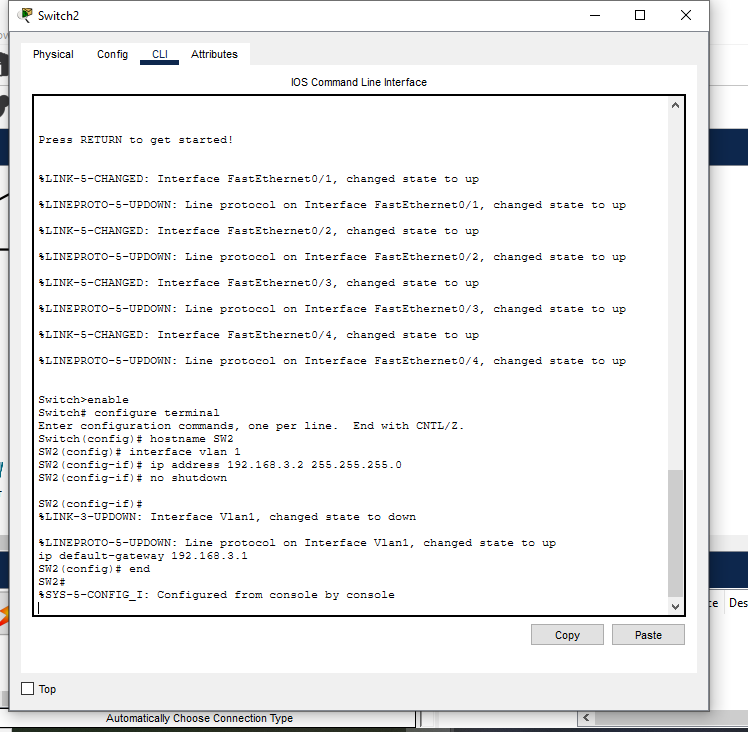 Switch2
Physical Config CLI Attributes
IOS Command Line Interface
Press RETURN to get started!
%LINK-5-CHANGED: Interface FastEthernet0/1, changed state to up
%LINEPROTO-5-UPDOWN: Line protocol on Interface FastEthernet0/1, changed state to up
%LINK-5-CHANGED: Interface FastEthernet0/2, changed state to up
%LINEPROTO-5-UPDOWN: Line protocol on Interface FastEthernet0/2, changed state to up
%LINK-5-CHANGED: Interface FastEthernet0/3, changed state to up
%LINEPROTO-5-UPDOWN: Line protocol on Interface FastEthernet0/3, changed state to up
%LINK-5-CHANGED: Interface FastEthernet0/4, changed state to up
%LINEPROTO-5-UPDOWN: Line protocol on Interface FastEthernet0/4, changed state to up
Switch>enable
Switch# configure terminal
Enter configuration commands, one per line.  End with CNTL/Z.
Switch(config)# hostname SW2
SW2(config)# interface vlan 1
SW2(config-if)# ip address 192.168.3.2 255.255.255.0
SW2(config-if)# no shutdown
SW2(config-if)#
%LINK-3-UPDOWN: Interface Vlan1, changed state to down
%LINEPROTO-5-UPDOWN: Line protocol on Interface Vlan1, changed state to up
ip default-gateway 192.168.3.1
SW2(config)# end
SW2#
%SYS-5-CONFIG_I: Configured from console by console
Copy Paste
Top
Automatically Choose Connection Type